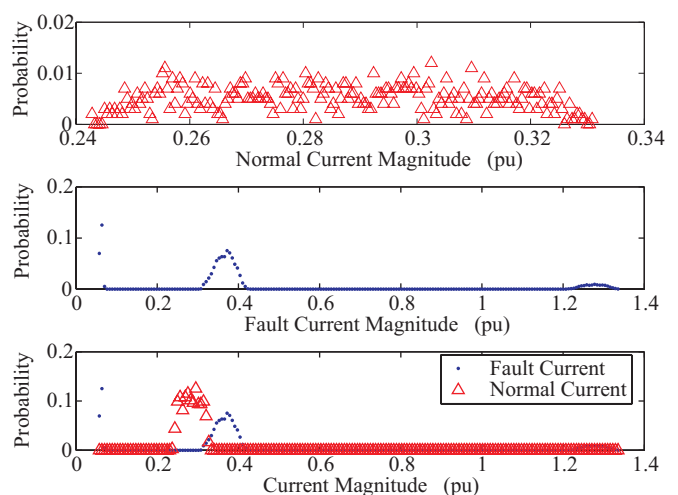 0.02
0.01
0
Probability
0.24 0.26 0.28 0.3 0.32 0.34
Normal Current Magnitude (pu)
0.2
0.1
0
Probability
0 0.2 0.4 0.6 0.8 1 1.2 1.4
Fault Current Magnitude (pu)
0.2
0.1
0
Probability
Fault Current
Normal Current
0 0.2 0.4 0.6 0.8 1 1.2 1.4
Current Magnitude (pu)